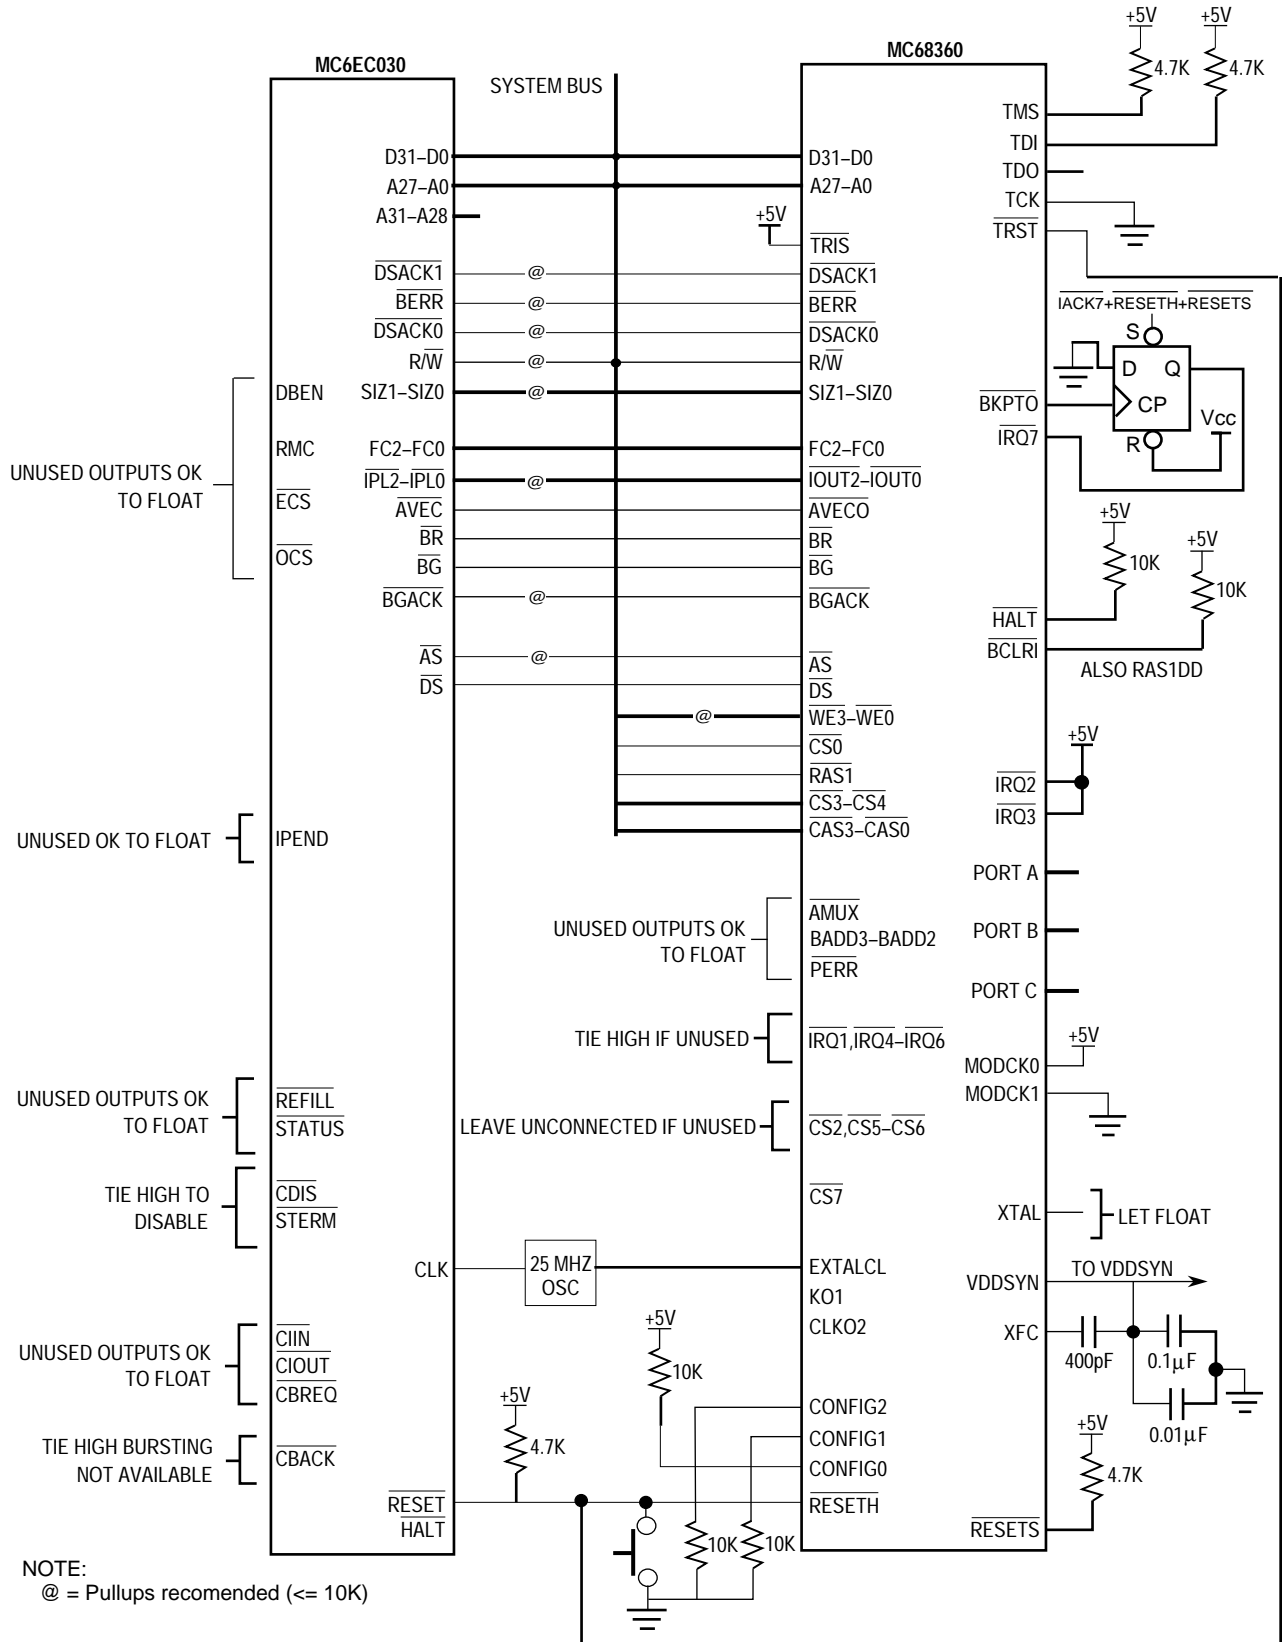 +5V
+5V
MC6EC030
MC68360
SYSTEM BUS
4.7K
4.7K
TMS
TDI
TDO
TCK
TRST
D31–D0
D31–D0
A27–A0
A27–A0
A31–A28
+5V
TRIS
DSACK1
@
DSACK1
BERR
@
BERR
DSACK0
@
DSACK0
R/W
@
R/W
SIZ1–SIZ0
@
SIZ1–SIZ0
IACK7+RESETH+RESETS
S
D
Q
CP
R
Vcc
BKPTO
IRQ7
DBEN
RMC
ECS
OCS
UNUSED OUTPUTS OK
TO FLOAT
FC2–FC0
FC2–FC0
IPL2–IPL0
@
IOUT2–IOUT0
AVEC
AVECO
BR
BR
BG
BG
BGACK
@
BGACK
+5V
10K
+5V
10K
HALT
BCLRI
ALSO RAS1DD
AS
@
AS
DS
DS
@
WE3–WE0
CS0
RAS1
CS3–CS4
CAS3–CAS0
+5V
IRQ2
IRQ3
UNUSED OK TO FLOAT
IPEND
PORT A
PORT B
PORT C
UNUSED OUTPUTS OK
TO FLOAT
AMUX
BADD3–BADD2
PERR
TIE HIGH IF UNUSED
IRQ1,IRQ4–IRQ6
+5V
MODCK0
MODCK1
UNUSED OUTPUTS OK
TO FLOAT
REFILL
STATUS
LEAVE UNCONNECTED IF UNUSED
CS2,CS5–CS6
TIE HIGH TO
DISABLE
CDIS
STERM
CS7
XTAL
LET FLOAT
CLK
25 MHZ
OSC
EXTALCL
KO1
CLKO2
VDDSYN
TO VDDSYN
XFC
400pF
0.1µF
0.01µF
UNUSED OUTPUTS OK
TO FLOAT
CIIN
CIOUT
CBREQ
+5V
10K
+5V
4.7K
CONFIG2
CONFIG1
CONFIG0
+5V
4.7K
TIE HIGH BURSTING
NOT AVAILABLE
CBACK
RESET
HALT
RESETH
RESETS
10K
10K
NOTE:
@ = Pullups recomended (<= 10K)